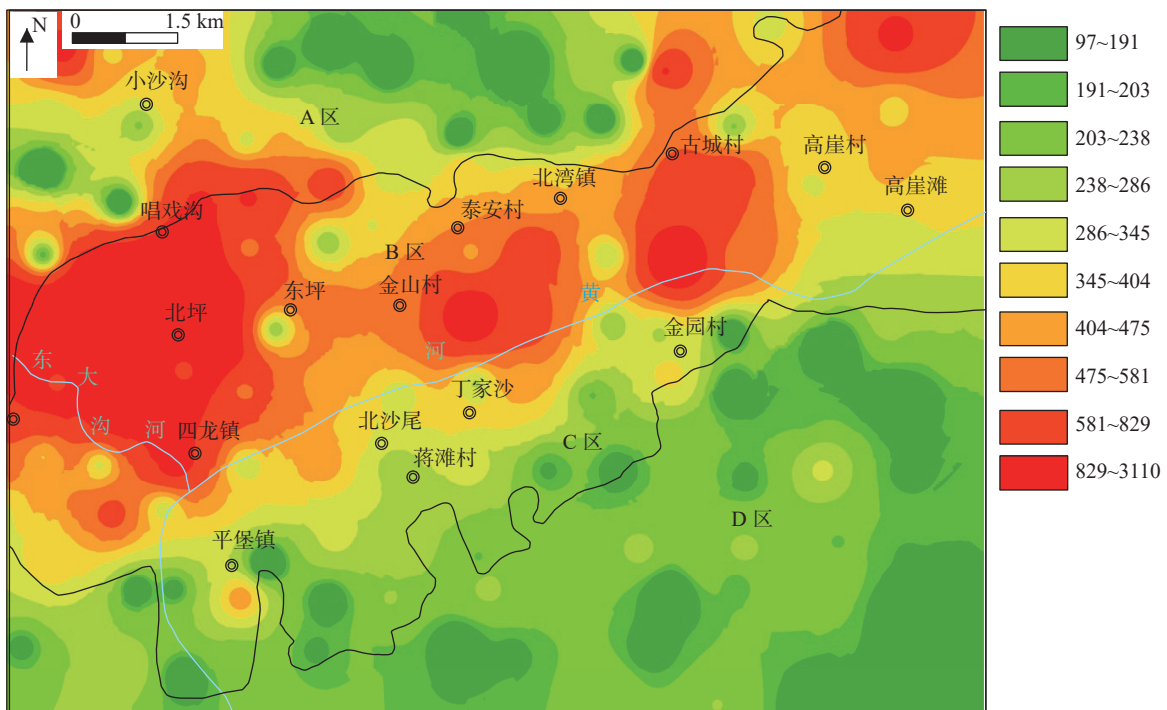 N
0 1.5 km
小沙沟
A 区
古城村
高崖村
北湾镇
高崖滩
唱戏沟
泰安村
B 区
东坪
金山村
黄
北坪
金园村
河
东
大
丁家沙
沟
河
四龙镇
北沙尾
C 区
蒋滩村
D 区
平堡镇
97~191
191~203
203~238
238~286
286~345
345~404
404~475
475~581
581~829
829~3110